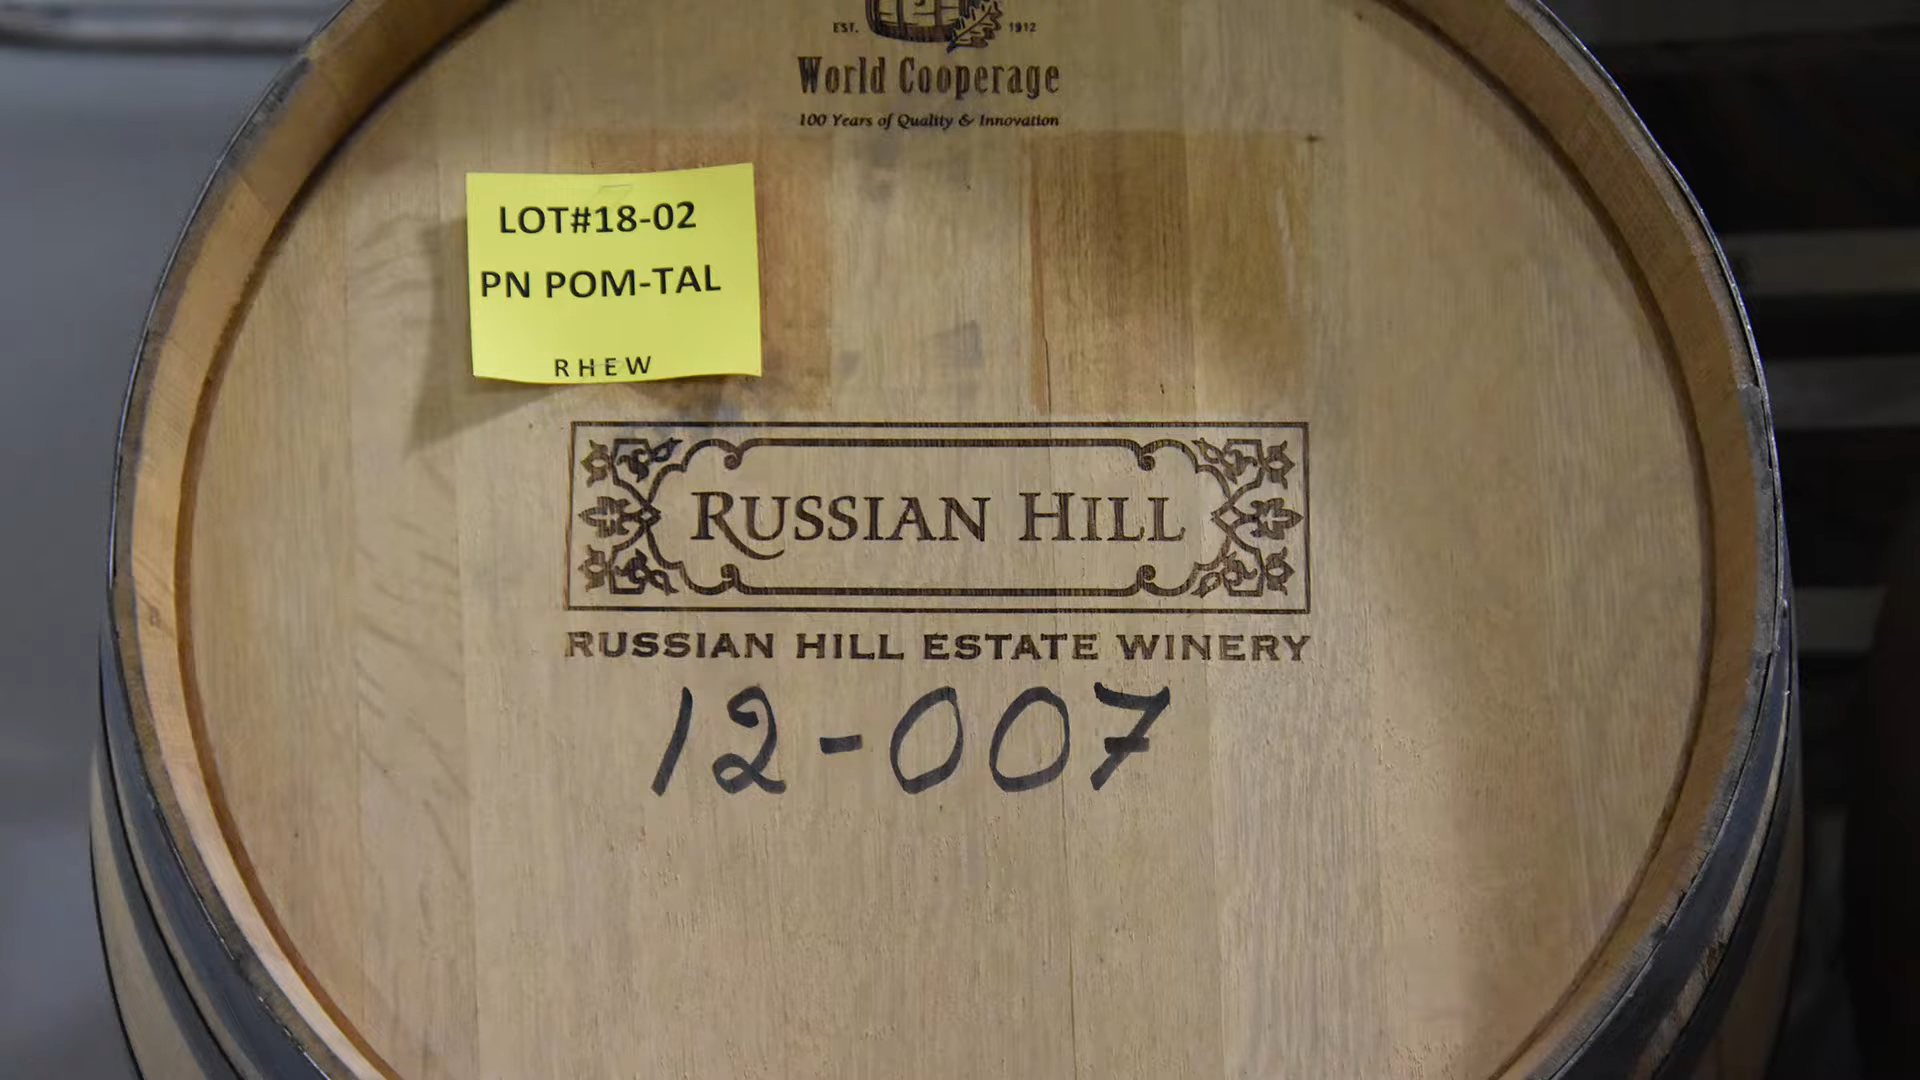 EST. 1912
World Cooperage
100 Years of Quality & Innovation
LOT#18-02
PN POM-TAL
RHEW
RUSSIAN HILL
RUSSIAN HILL ESTATE WINERY
12-007